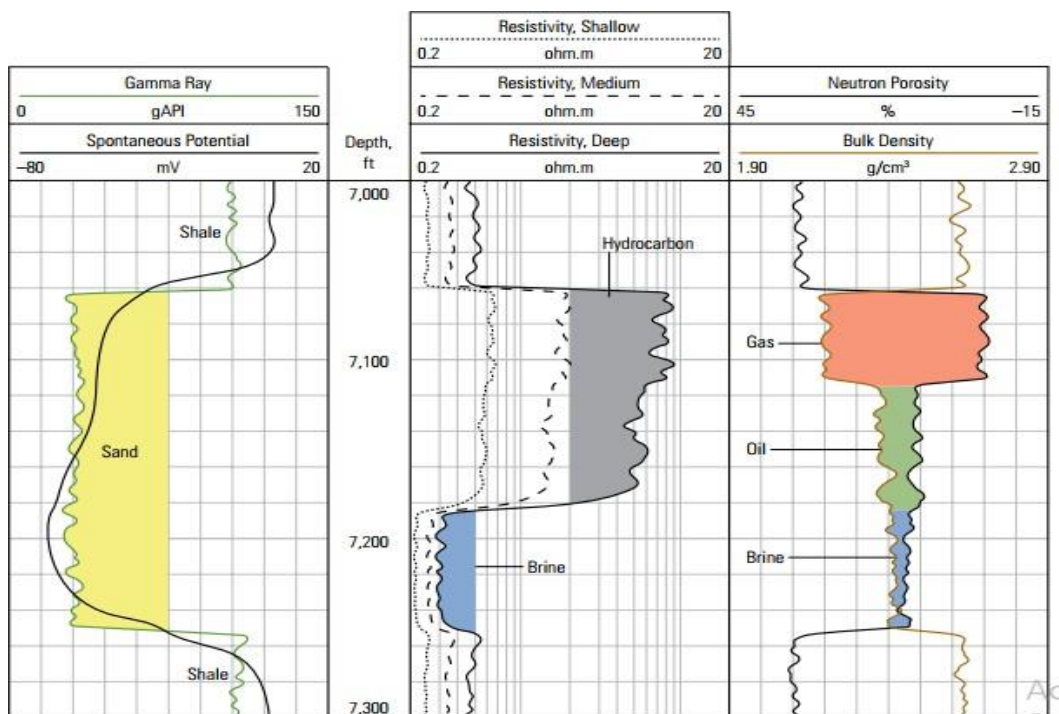 Resistivity, Shallow
0.2 ohm.m 20
Gamma Ray
0 gAPI 150
Resistivity, Medium
0.2 ohm.m 20
Neutron Porosity
45 % −15
Spontaneous Potential
−80 mV 20
Depth,
ft
Resistivity, Deep
0.2 ohm.m 20
Bulk Density
1.90 g/cm³ 2.90
7,000
Shale
Hydrocarbon
Gas
7,100
Sand
Oil
7,200
Brine
Brine
Shale
7,300